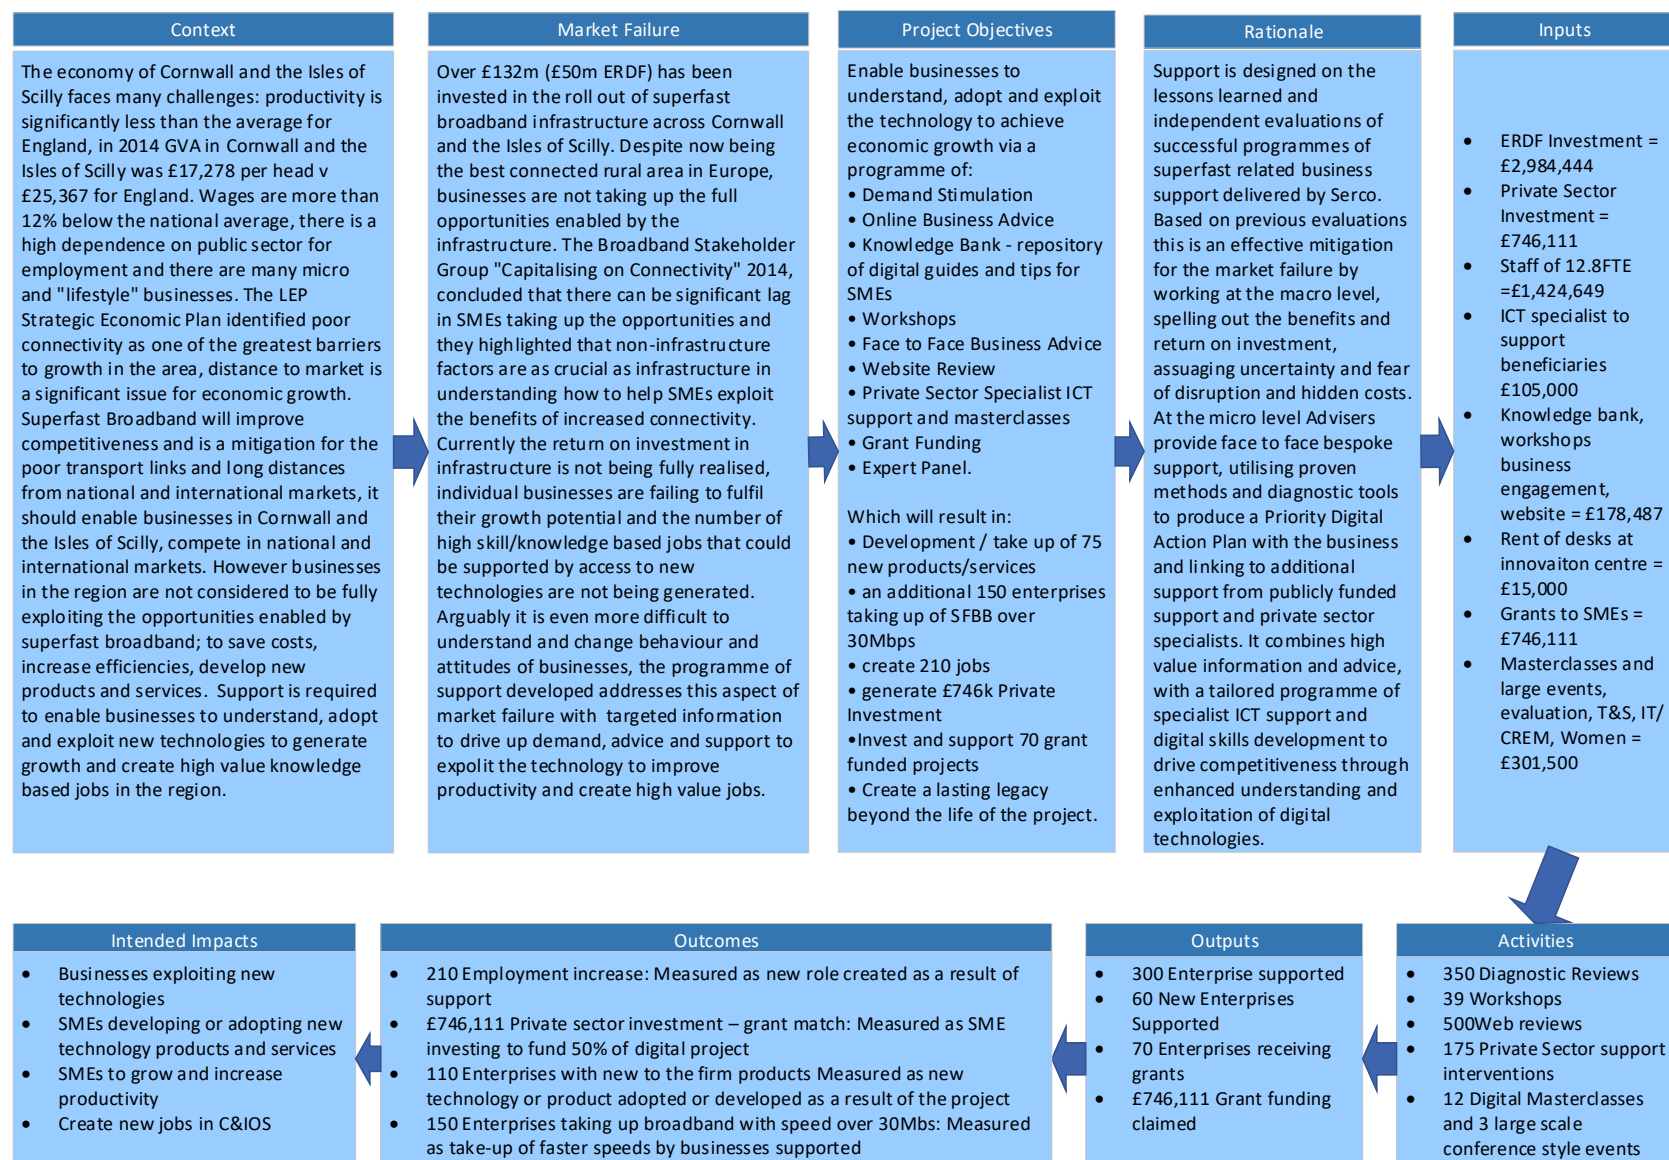 Context
The economy of Cornwall and the Isles of
Scilly faces many challenges: productivity is
significantly less than the average for
England, in 2014 GVA in Cornwall and the
Isles of Scilly was £17,278 per head v
£25,367 for England. Wages are more than
12% below the national average, there is a
high dependence on public sector for
employment and there are many micro
and "lifestyle" businesses. The LEP
Strategic Economic Plan identified poor
connectivity as one of the greatest barriers
to growth in the area, distance to market is
a significant issue for economic growth.
Superfast Broadband will improve
competitiveness and is a mitigation for the
poor transport links and long distances
from national and international markets, it
should enable businesses in Cornwall and
the Isles of Scilly, compete in national and
international markets. However businesses
in the region are not considered to be fully
exploiting the opportunities enabled by
superfast broadband; to save costs,
increase efficiencies, develop new
products and services. Support is required
to enable businesses to understand, adopt
and exploit new technologies to generate
growth and create high value knowledge
based jobs in the region.
Market Failure
Over £132m (£50m ERDF) has been
invested in the roll out of superfast
broadband infrastructure across Cornwall
and the Isles of Scilly. Despite now being
the best connected rural area in Europe,
businesses are not taking up the full
opportunities enabled by the
infrastructure. The Broadband Stakeholder
Group "Capitalising on Connectivity" 2014,
concluded that there can be significant lag
in SMEs taking up the opportunities and
they highlighted that non-infrastructure
factors are as crucial as infrastructure in
understanding how to help SMEs exploit
the benefits of increased connectivity.
Currently the return on investment in
infrastructure is not being fully realised,
individual businesses are failing to fulfil
their growth potential and the number of
high skill/knowledge based jobs that could
be supported by access to new
technologies are not being generated.
Arguably it is even more difficult to
understand and change behaviour and
attitudes of businesses, the programme of
support developed addresses this aspect of
market failure with targeted information
to drive up demand, advice and support to
expolit the technology to improve
productivity and create high value jobs.
Project Objectives
Enable businesses to
understand, adopt and exploit
the technology to achieve
economic growth via a
programme of:
• Demand Stimulation
• Online Business Advice
• Knowledge Bank - repository
of digital guides and tips for
SMEs
• Workshops
• Face to Face Business Advice
• Website Review
• Private Sector Specialist ICT
support and masterclasses
• Grant Funding
• Expert Panel.
Which will result in:
• Development / take up of 75
new products/services
• an additional 150 enterprises
taking up of SFBB over
30Mbps
• create 210 jobs
• generate £746k Private
Investment
•Invest and support 70 grant
funded projects
• Create a lasting legacy
beyond the life of the project.
Rationale
Support is designed on the
lessons learned and
independent evaluations of
successful programmes of
superfast related business
support delivered by Serco.
Based on previous evaluations
this is an effective mitigation
for the market failure by
working at the macro level,
spelling out the benefits and
return on investment,
assuaging uncertainty and fear
of disruption and hidden costs.
At the micro level Advisers
provide face to face bespoke
support, utilising proven
methods and diagnostic tools
to produce a Priority Digital
Action Plan with the business
and linking to additional
support from publicly funded
support and private sector
specialists. It combines high
value information and advice,
with a tailored programme of
specialist ICT support and
digital skills development to
drive competitiveness through
enhanced understanding and
exploitation of digital
technologies.
Inputs
• ERDF Investment =
£2,984,444
• Private Sector
Investment =
£746,111
• Staff of 12.8FTE
=£1,424,649
• ICT specialist to
support
beneficiaries
£105,000
• Knowledge bank,
workshops
business
engagement,
website = £178,487
• Rent of desks at
innovaiton centre =
£15,000
• Grants to SMEs =
£746,111
• Masterclasses and
large events,
evaluation, T&S, IT/
CREM, Women =
£301,500
Intended Impacts
• Businesses exploiting new
technologies
• SMEs developing or adopting new
technology products and services
• SMEs to grow and increase
productivity
• Create new jobs in C&IOS
Outcomes
• 210 Employment increase: Measured as new role created as a result of
support
• £746,111 Private sector investment – grant match: Measured as SME
investing to fund 50% of digital project
• 110 Enterprises with new to the firm products Measured as new
technology or product adopted or developed as a result of the project
• 150 Enterprises taking up broadband with speed over 30Mbs: Measured
as take-up of faster speeds by businesses supported
Outputs
• 300 Enterprise supported
• 60 New Enterprises
Supported
• 70 Enterprises receiving
grants
• £746,111 Grant funding
claimed
Activities
• 350 Diagnostic Reviews
• 39 Workshops
• 500Web reviews
• 175 Private Sector support
interventions
• 12 Digital Masterclasses
and 3 large scale
conference style events